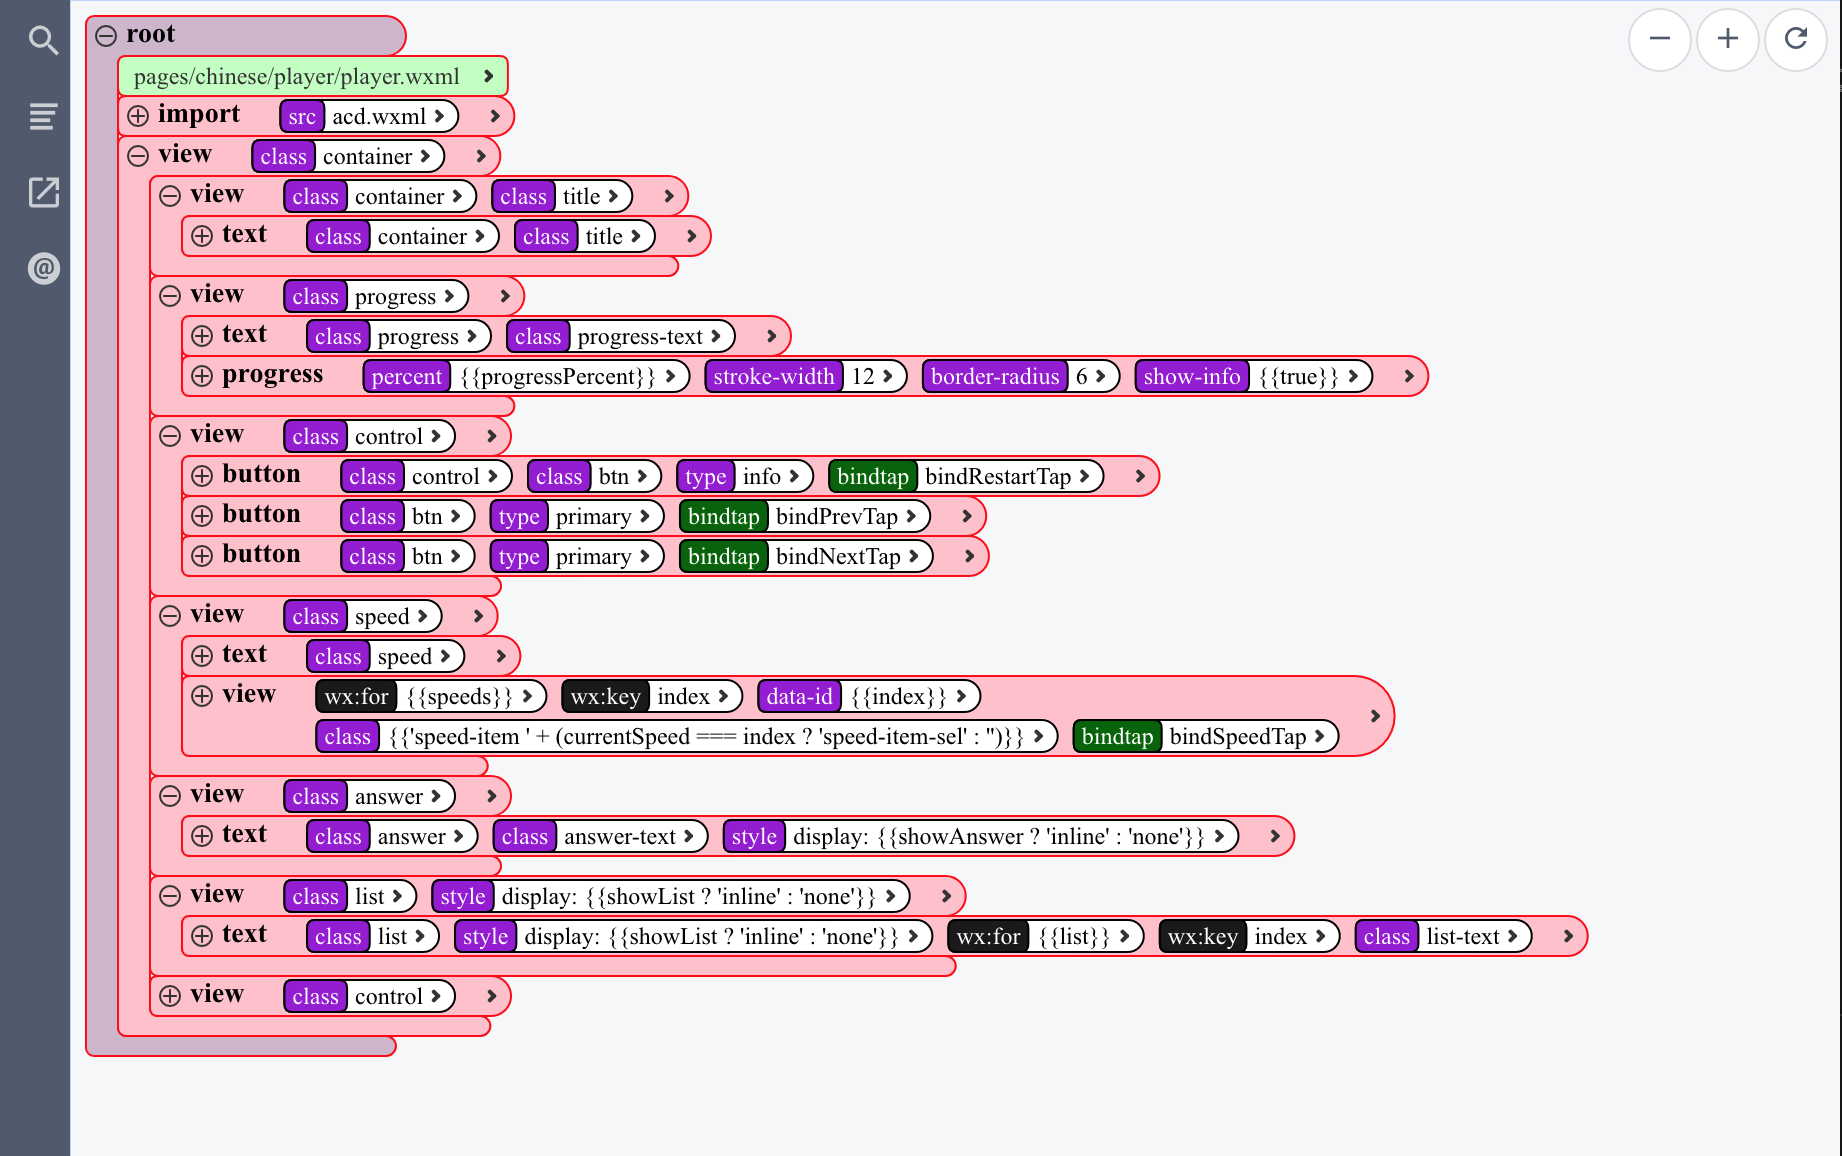 root
pages/chinese/player/player.wxml
import src acd.wxml
view class container
view class container class title
text class container class title
view class progress
text class progress class progress-text
progress percent {{progressPercent}} stroke-width 12 border-radius 6 show-info {{true}}
view class control
button class control class btn type info bindtap bindRestartTap
button class btn type primary bindtap bindPrevTap
button class btn type primary bindtap bindNextTap
view class speed
text class speed
view wx:for {{speeds}} wx:key index data-id {{index}}
class {{'speed-item ' + (currentSpeed === index ? 'speed-item-sel' : '')}} bindtap bindSpeedTap
view class answer
text class answer class answer-text style display: {{showAnswer ? 'inline' : 'none'}}
view class list style display: {{showList ? 'inline' : 'none'}}
text class list style display: {{showList ? 'inline' : 'none'}} wx:for {{list}} wx:key index class list-text
view class control